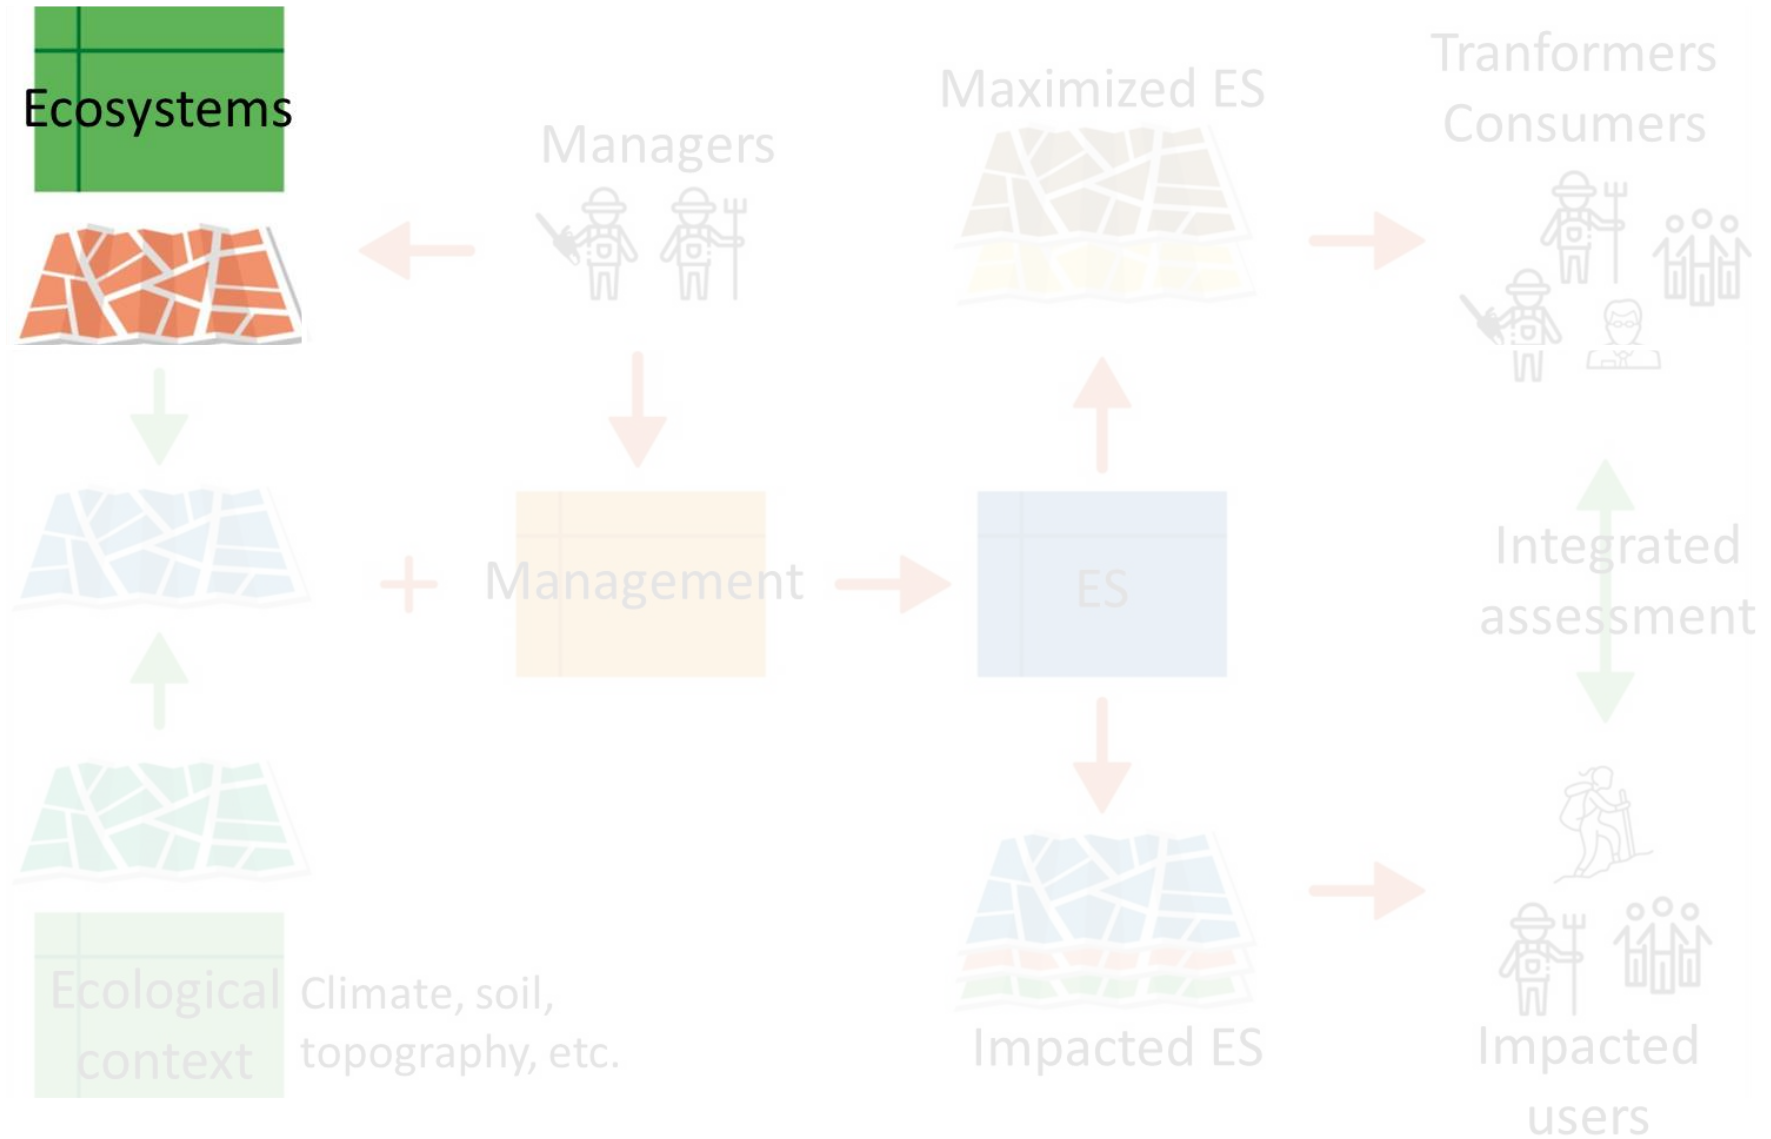 Ecosystems
Managers
Maximized ES
Tranformers
Consumers
Management
ES
Integrated
assessment
Ecological
context
Climate, soil,
topography, etc.
Impacted ES
Impacted
users